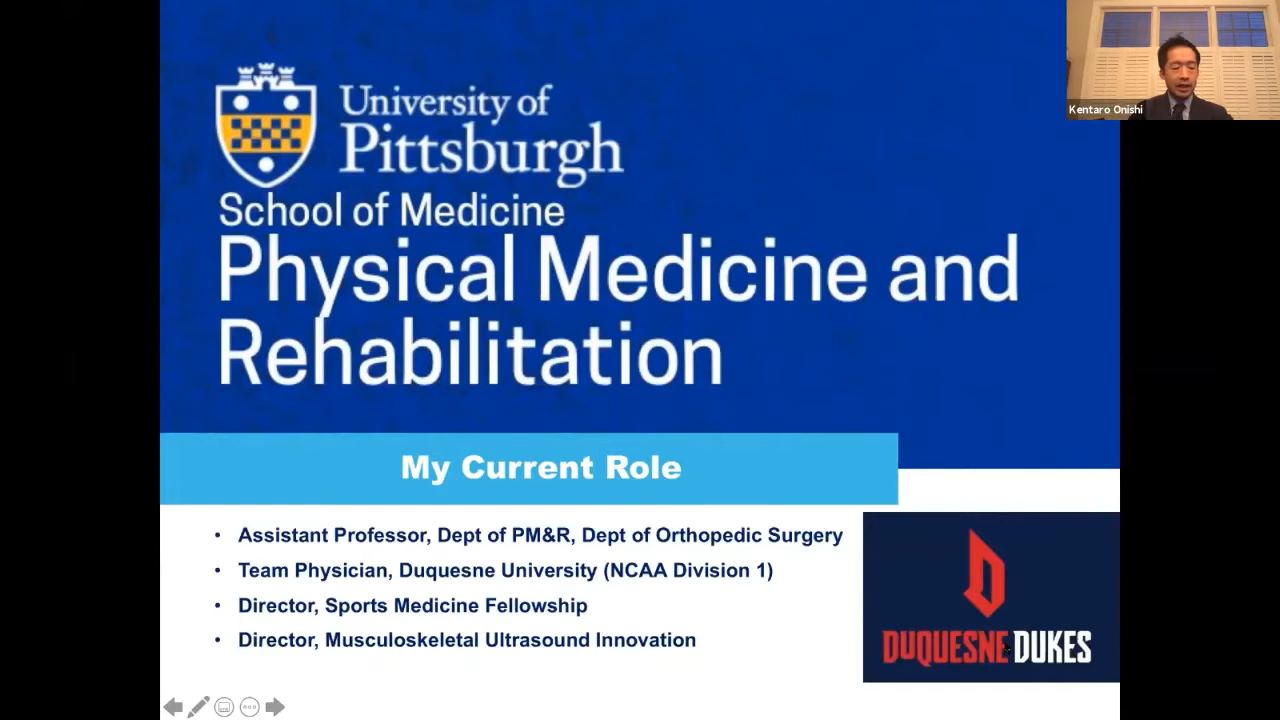 University of
Pittsburgh
School of Medicine
Physical Medicine and
Rehabilitation
Kentaro Onishi
My Current Role
• Assistant Professor, Dept of PM&R, Dept of Orthopedic Surgery
• Team Physician, Duquesne University (NCAA Division 1)
• Director, Sports Medicine Fellowship
• Director, Musculoskeletal Ultrasound Innovation
D
DUQUESNE DUKES